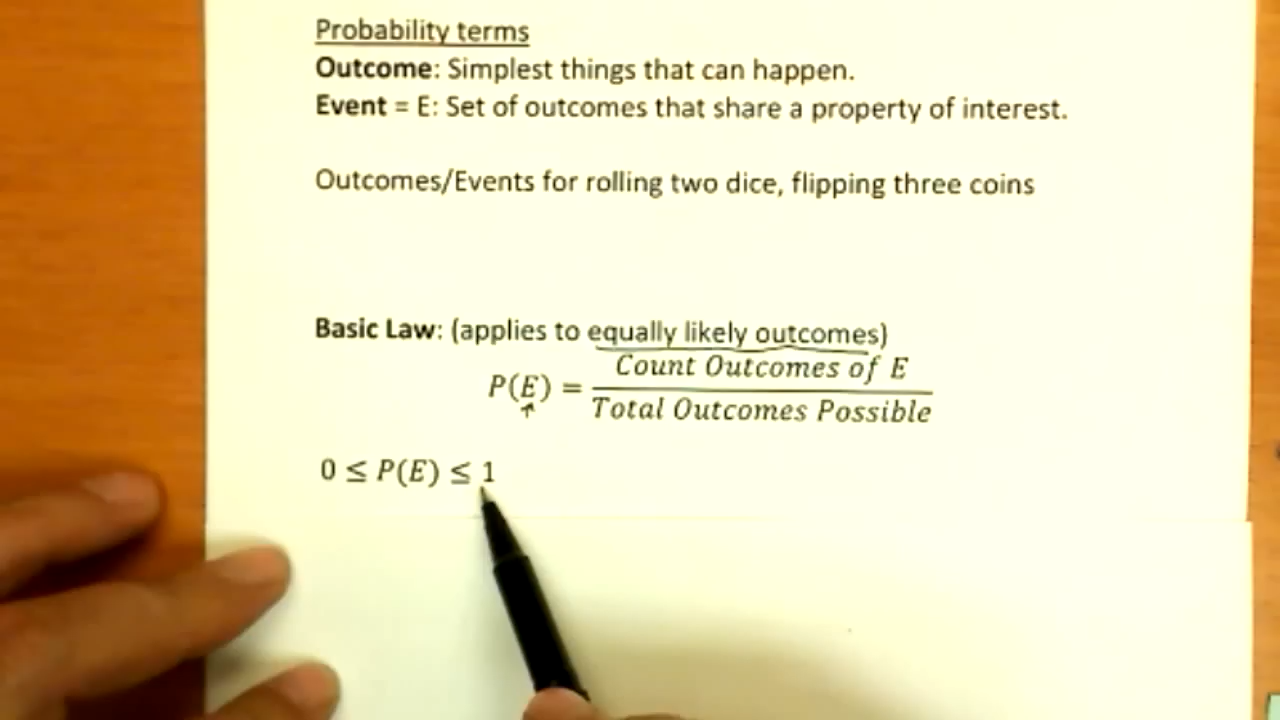 Probability terms
Outcome: Simplest things that can happen.
Event = E: Set of outcomes that share a property of interest.
Outcomes/Events for rolling two dice, flipping three coins
Basic Law: (applies to equally likely outcomes)
P(E) = Count Outcomes of E / Total Outcomes Possible
0 ≤ P(E) ≤ 1